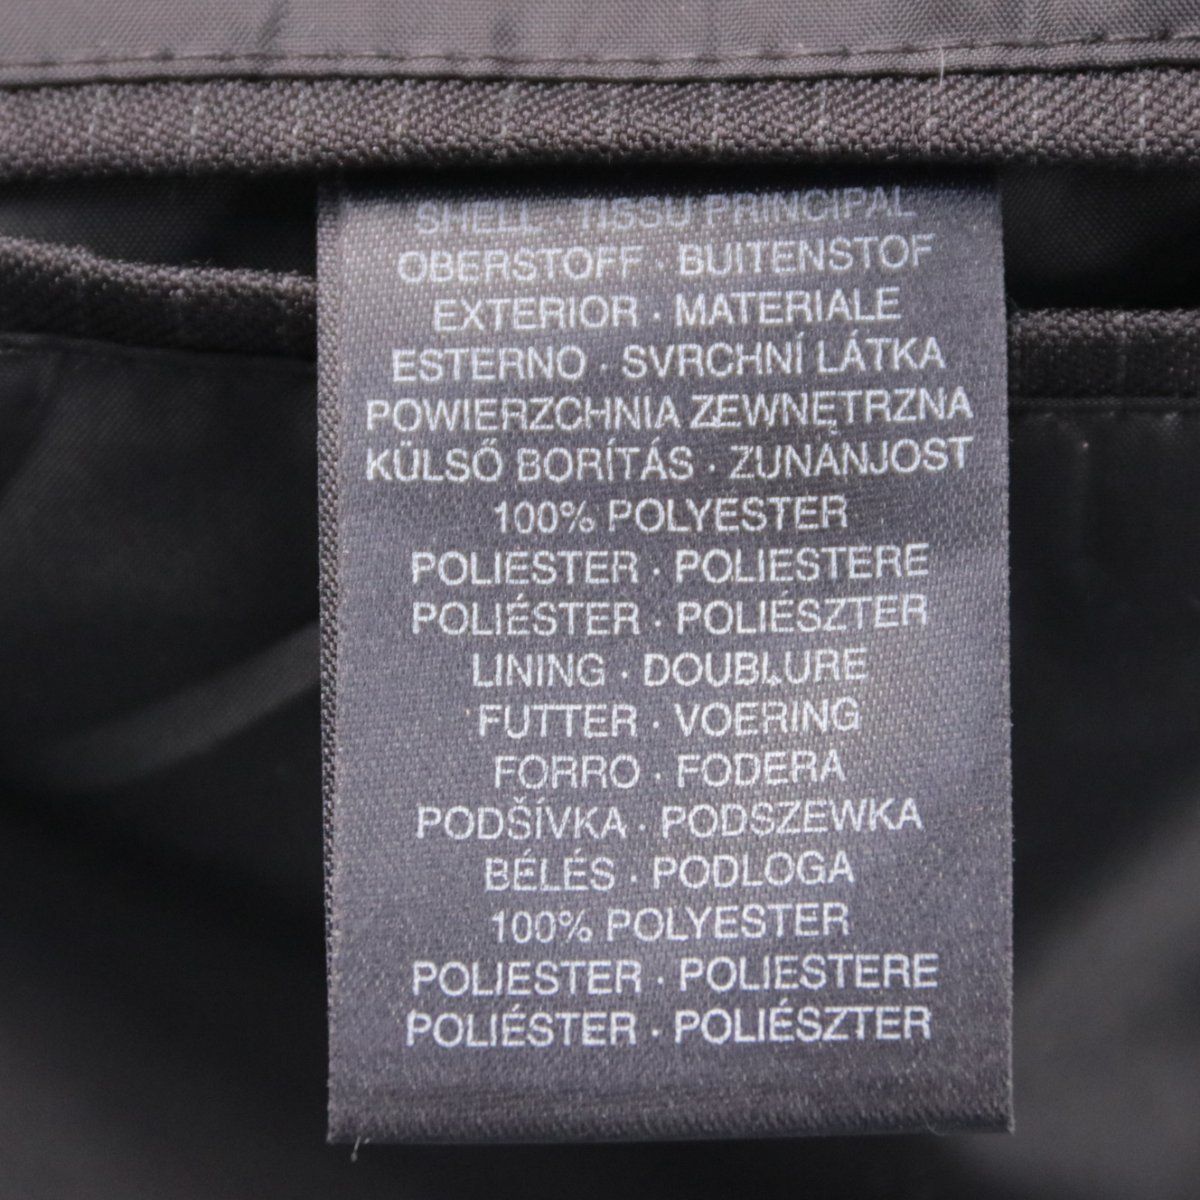 SHELL · TISSU PRINCIPAL
OBERSTOFF · BUITENSTOF
EXTERIOR · MATERIALE
ESTERNO · SVRCHNÍ LÁTKA
POWIERZCHNIA ZEWNĘTRZNA
KÜLSŐ BORÍTÁS · ZUNANJOST
100% POLYESTER
POLIESTER · POLIESTERE
POLIÉSTER · POLIÉSZTER
LINING · DOUBLURE
FUTTER · VOERING
FORRO · FODERA
PODŠÍVKA · PODSZEWKA
BÉLÉS · PODLOGA
100% POLYESTER
POLIESTER · POLIESTERE
POLIÉSTER · POLIÉSZTER